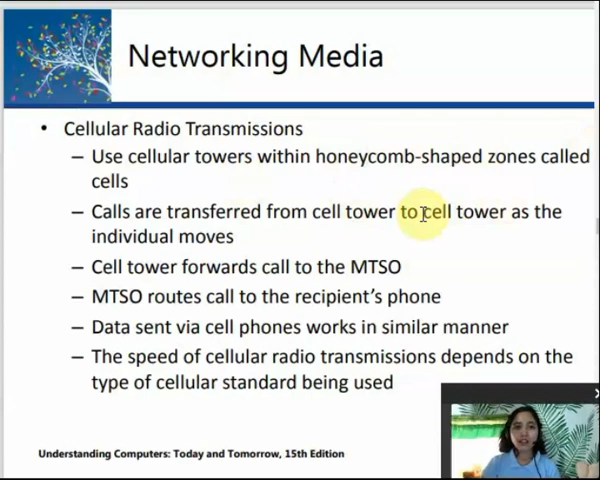 Networking Media
• Cellular Radio Transmissions
– Use cellular towers within honeycomb-shaped zones called
cells
– Calls are transferred from cell tower to cell tower as the
individual moves
– Cell tower forwards call to the MTSO
– MTSO routes call to the recipient's phone
– Data sent via cell phones works in similar manner
– The speed of cellular radio transmissions depends on the
type of cellular standard being used
Understanding Computers: Today and Tomorrow, 15th Edition